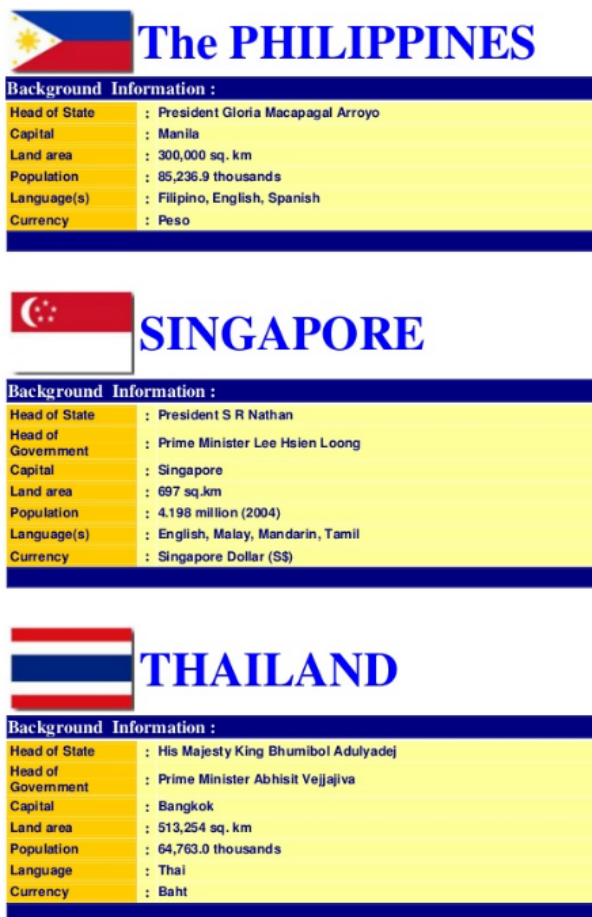 The PHILIPPINES
Background Information :
Head of State : President Gloria Macapagal Arroyo
Capital : Manila
Land area : 300,000 sq. km
Population : 85,236.9 thousands
Language(s) : Filipino, English, Spanish
Currency : Peso
SINGAPORE
Background Information :
Head of State : President S R Nathan
Head of
Government : Prime Minister Lee Hsien Loong
Capital : Singapore
Land area : 697 sq.km
Population : 4.198 million (2004)
Language(s) : English, Malay, Mandarin, Tamil
Currency : Singapore Dollar (S$)
THAILAND
Background Information :
Head of State : His Majesty King Bhumibol Adulyadej
Head of
Government : Prime Minister Abhisit Vejjajiva
Capital : Bangkok
Land area : 513,254 sq. km
Population : 64,763.0 thousands
Language : Thai
Currency : Baht